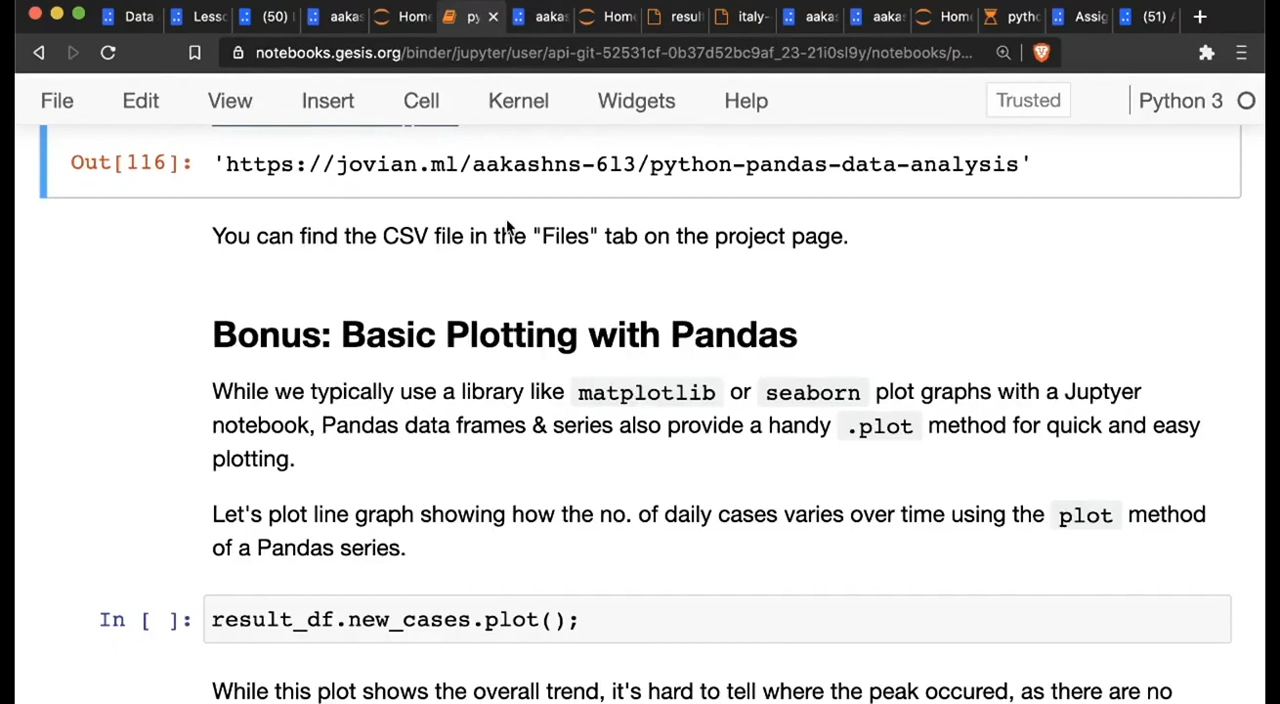 Data Lesso (50) aakas Home py aakas Home resul italy- aakas aakas Home pytho Assig (51)
notebooks.gesis.org/binder/jupyter/user/api-git-52531cf-0b37d52bc9af_23-21i0sl9y/notebooks/p...
File Edit View Insert Cell Kernel Widgets Help Trusted Python 3
Out[116]: 'https://jovian.ml/aakashns-6l3/python-pandas-data-analysis'
You can find the CSV file in the "Files" tab on the project page.
Bonus: Basic Plotting with Pandas
While we typically use a library like matplotlib or seaborn plot graphs with a Juptyer
notebook, Pandas data frames & series also provide a handy .plot method for quick and easy
plotting.
Let's plot line graph showing how the no. of daily cases varies over time using the plot method
of a Pandas series.
In [ ]: result_df.new_cases.plot();
While this plot shows the overall trend, it's hard to tell where the peak occured, as there are no